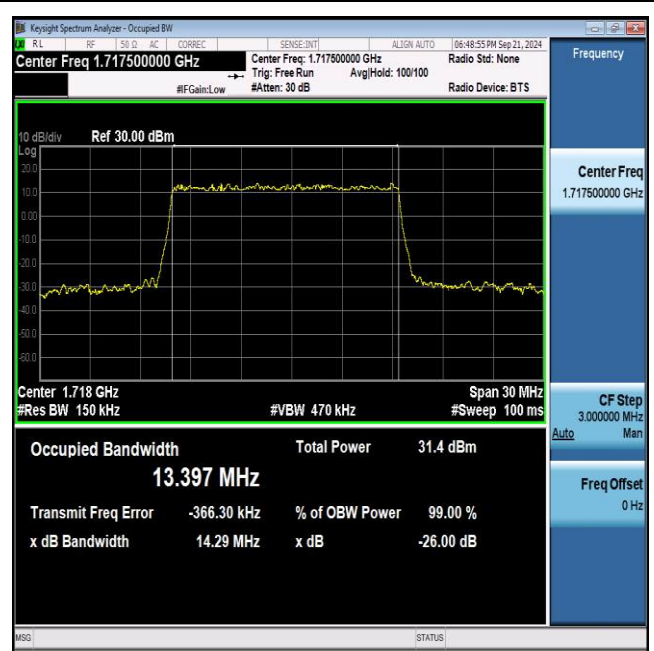 Keysight Spectrum Analyzer - Occupied BW
RL RF 50 Ω AC CORREC SENSE:INT ALIGN AUTO 06:48:55 PM Sep 21, 2024
Center Freq 1.717500000 GHz
Center Freq: 1.717500000 GHz
Radio Std: None
Trig: Free Run Avg|Hold: 100/100
#IFGain:Low
#Atten: 30 dB
Radio Device: BTS
10 dB/div Ref 30.00 dBm
Log
20.0
10.0
0.00
-10.0
-20.0
-30.0
-40.0
-50.0
-60.0
Center 1.718 GHz
Span 30 MHz
#Res BW 150 kHz
#VBW 470 kHz
#Sweep 100 ms
Occupied Bandwidth
Total Power 31.4 dBm
13.397 MHz
Transmit Freq Error -366.30 kHz
% of OBW Power 99.00 %
x dB Bandwidth 14.29 MHz
x dB -26.00 dB
Frequency
Center Freq
1.717500000 GHz
CF Step
3.000000 MHz
Auto Man
Freq Offset
0 Hz
MSG
STATUS